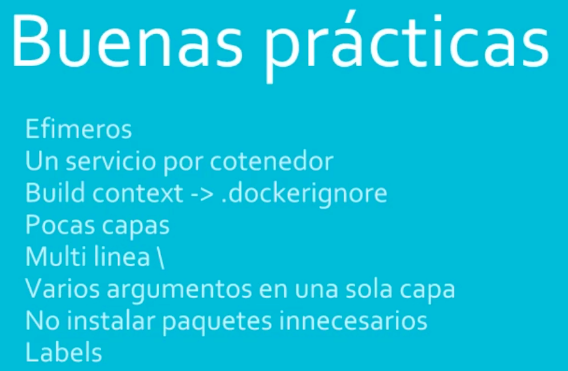 Buenas prácticas
Efimeros
Un servicio por cotenedor
Build context -> .dockerignore
Pocas capas
Multi linea \
Varios argumentos en una sola capa
No instalar paquetes innecesarios
Labels